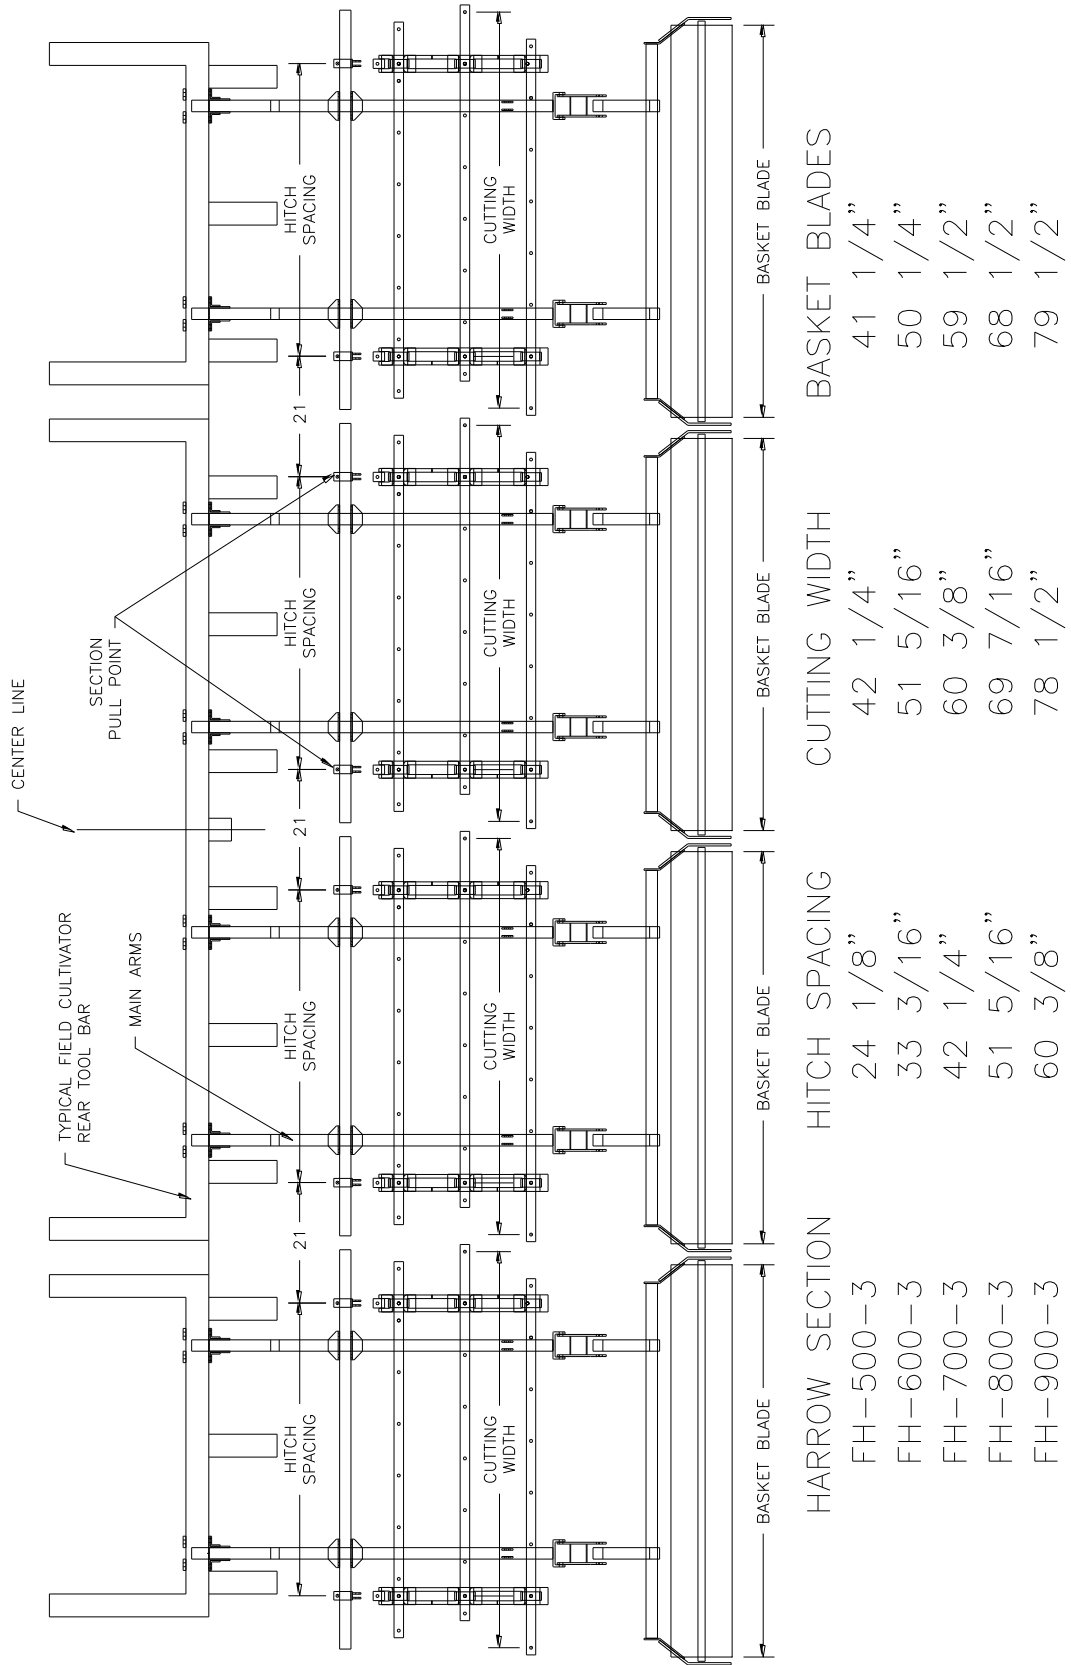 CENTER LINE
TYPICAL FIELD CULTIVATOR
REAR TOOL BAR
MAIN ARMS
SECTION
PULL POINT
HITCH
SPACING
21
HITCH
SPACING
21
HITCH
SPACING
21
HITCH
SPACING
CUTTING
WIDTH
CUTTING
WIDTH
CUTTING
WIDTH
CUTTING
WIDTH
BASKET BLADE
BASKET BLADE
BASKET BLADE
BASKET BLADE
HARROW SECTION HITCH SPACING CUTTING WIDTH BASKET BLADES
FH-500-3 24 1/8" 42 1/4" 41 1/4"
FH-600-3 33 3/16" 51 5/16" 50 1/4"
FH-700-3 42 1/4" 60 3/8" 59 1/2"
FH-800-3 51 5/16" 69 7/16" 68 1/2"
FH-900-3 60 3/8" 78 1/2" 79 1/2"